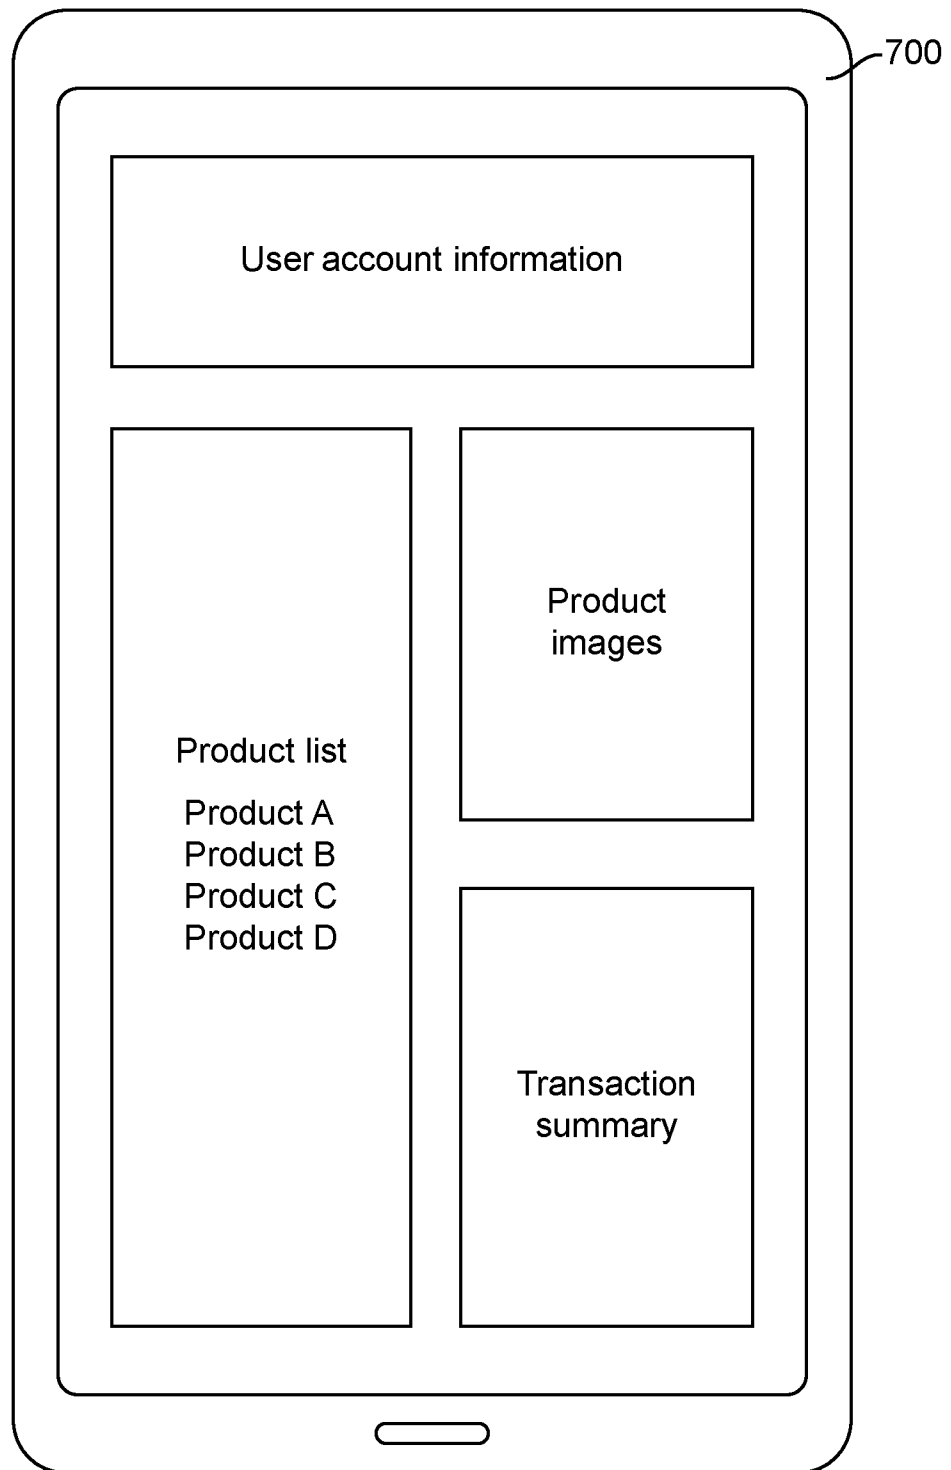 700
User account information
Product list
Product A
Product B
Product C
Product D
Product
images
Transaction
summary